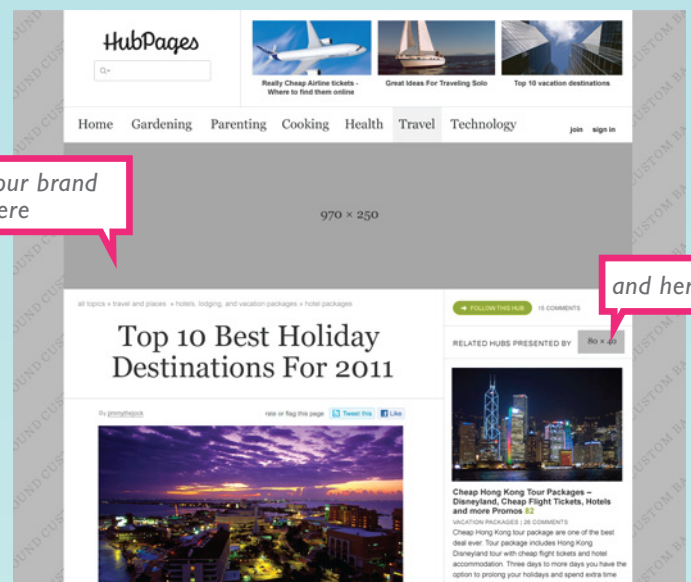 HubPages
Really Cheap Airline tickets -
Where to find them online
Great Ideas For Traveling Solo
Top 10 vacation destinations
Home Gardening Parenting Cooking Health Travel Technology
join sign in
our brand
ere
970 × 250
and her
all topics » travel and places » hotels, lodging, and vacation packages » hotel packages
FOLLOW THIS HUB
15 COMMENTS
Top 10 Best Holiday
Destinations For 2011
RELATED HUBS PRESENTED BY
80 × 40
By jimmythejock
rate or flag this page
Tweet this
Like
Cheap Hong Kong Tour Packages –
Disneyland, Cheap Flight Tickets, Hotels
and more Promos 82
VACATION PACKAGES | 26 COMMENTS
Cheap Hong Kong tour package are one of the best
deal ever. Tour package includes Hong Kong
Disneyland tour with cheap flight tickets and hotel
accommodation. Three days to more days you have the
option to prolong your holidays and spend extra time